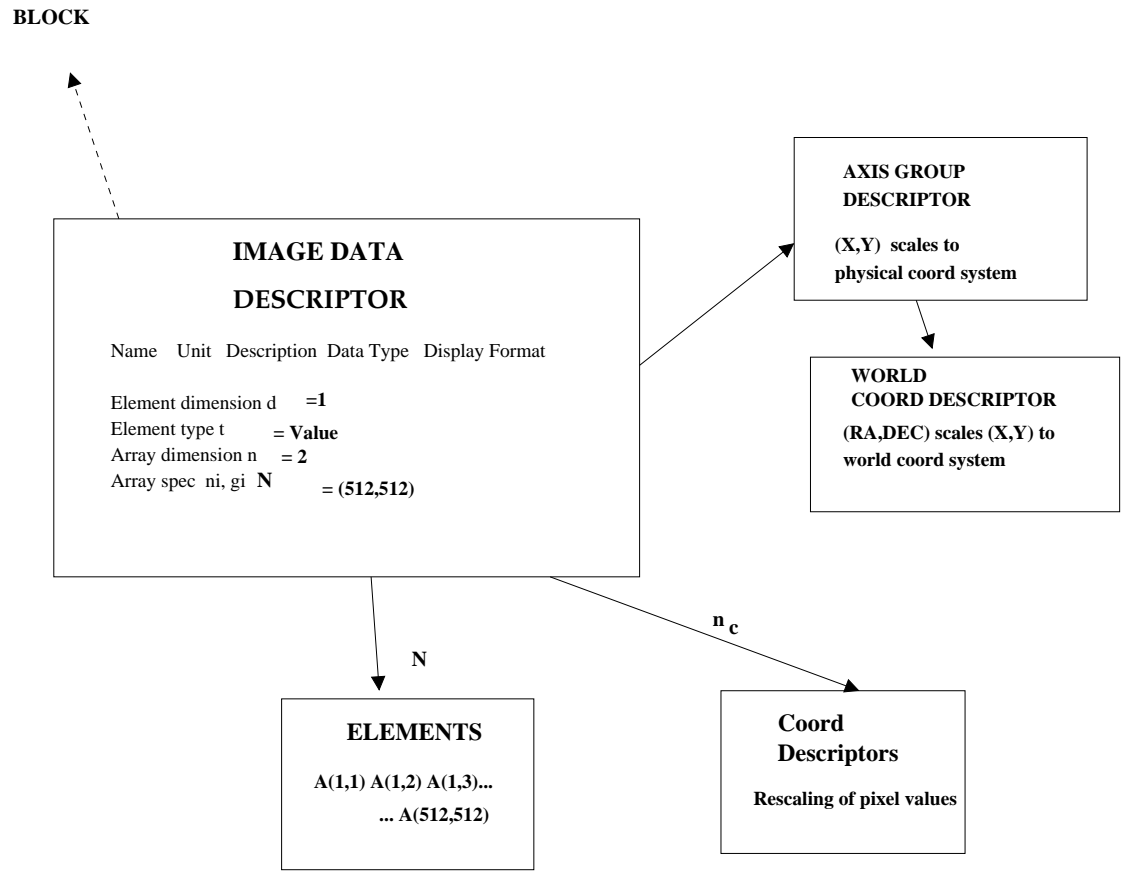 BLOCK
IMAGE DATA
DESCRIPTOR
Name Unit Description Data Type Display Format
Element dimension d =1
Element type t = Value
Array dimension n = 2
Array spec ni, gi N = (512,512)
AXIS GROUP
DESCRIPTOR
(X,Y) scales to
physical coord system
WORLD
COORD DESCRIPTOR
(RA,DEC) scales (X,Y) to
world coord system
N
n c
ELEMENTS
A(1,1) A(1,2) A(1,3)...
... A(512,512)
Coord
Descriptors
Rescaling of pixel values